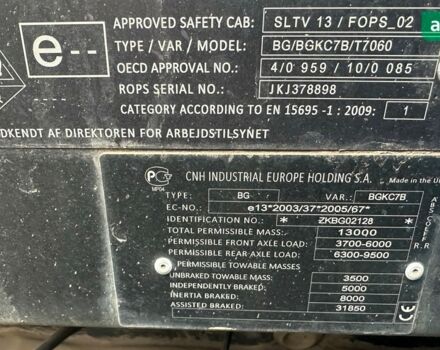 e--
APPROVED SAFETY CAB: SLTV 13 / FOPS_02
TYPE / VAR / MODEL: BG/BGKC7B/T7060
OECD APPROVAL NO.: 4/0 959 / 10/0 085
ROPS SERIAL NO.: JKJ378898
CATEGORY ACCORDING TO EN 15695 -1 : 2009: 1
DKENDT AF DIREKTOREN FOR ARBEJDSTILSYNET
CNH INDUSTRIAL EUROPE HOLDING S.A. Made in the U
TYPE: BG VAR.: BGKC7B
EC-NO.: e13*2003/37*2005/67*
IDENTIFICATION NO.: * ZKBG02128 *
TOTAL PERMISSIBLE MASS: 13000
PERMISSIBLE FRONT AXLE LOAD: 3700-6000
PERMISSIBLE REAR AXLE LOAD: 6300-9500
PERMISSIBLE TOWABLE MASSES
UNBRAKED TOWABLE MASS: 3500
INDEPENDENTLY BRAKED: 5000
INERTIA BRAKED: 8000
ASSISTED BRAKED: 31850
CE